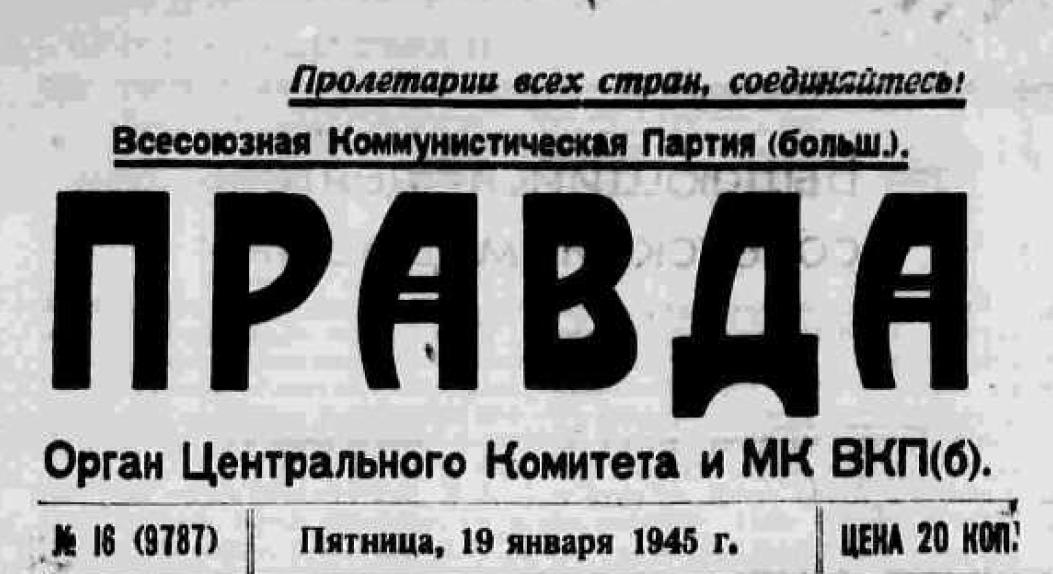 Пролетарии всех стран, соединяйтесь!
Всесоюзная Коммунистическая Партия (больш.).
ПРАВДА
Орган Центрального Комитета и МК ВКП(б).
№ 16 (9787) Пятница, 19 января 1945 г. ЦЕНА 20 КОП.